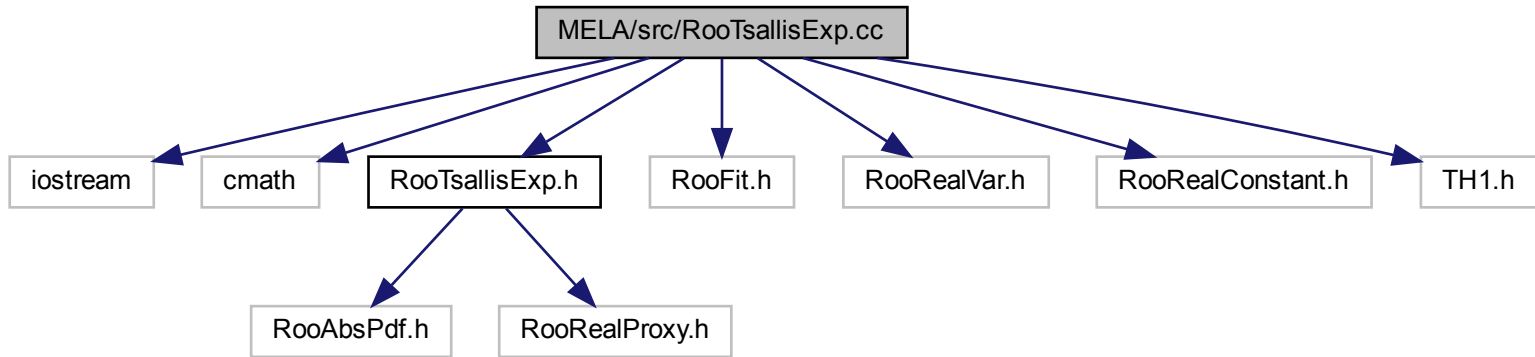 MELA/src/RooTsallisExp.cc
iostream
cmath
RooTsallisExp.h
RooFit.h
RooRealVar.h
RooRealConstant.h
TH1.h
RooAbsPdf.h
RooRealProxy.h